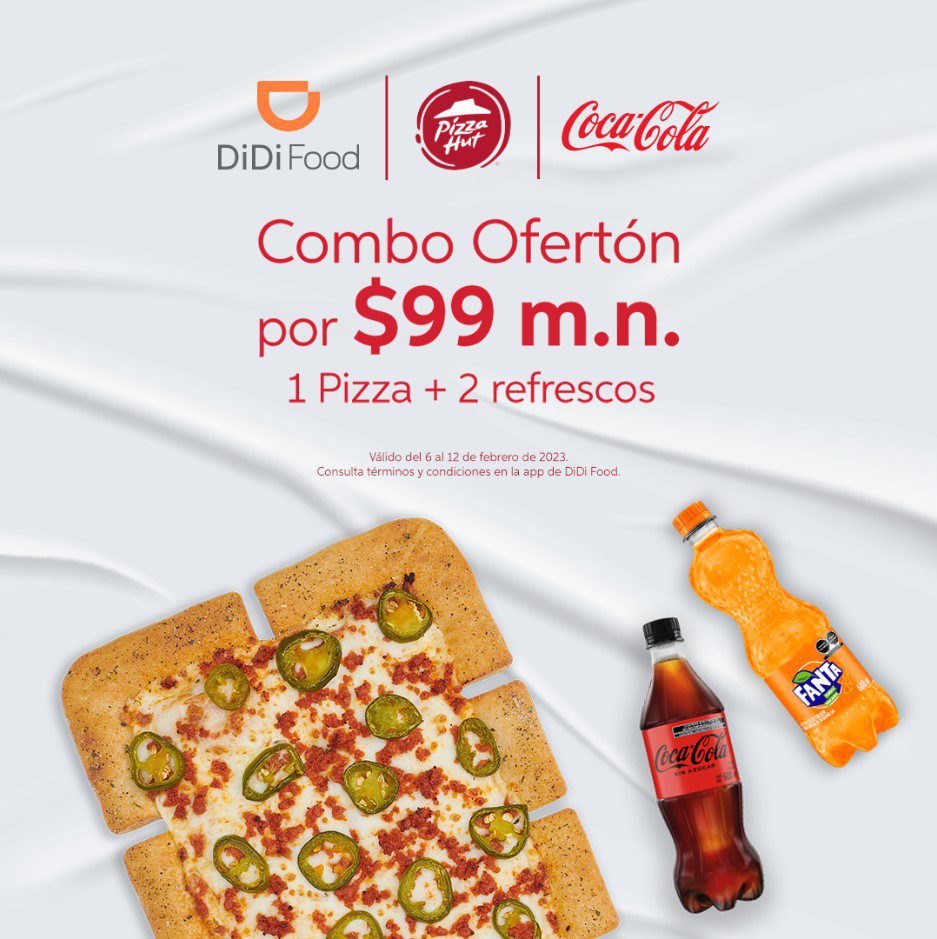 DiDi Food
Pizza
Hut
Coca-Cola
Combo Ofertón
por $99 m.n.
1 Pizza + 2 refrescos
Válido del 6 al 12 de febrero de 2023.
Consulta términos y condiciones en la app de DiDi Food.
FANTA
Coca-Cola
SIN AZÚCAR